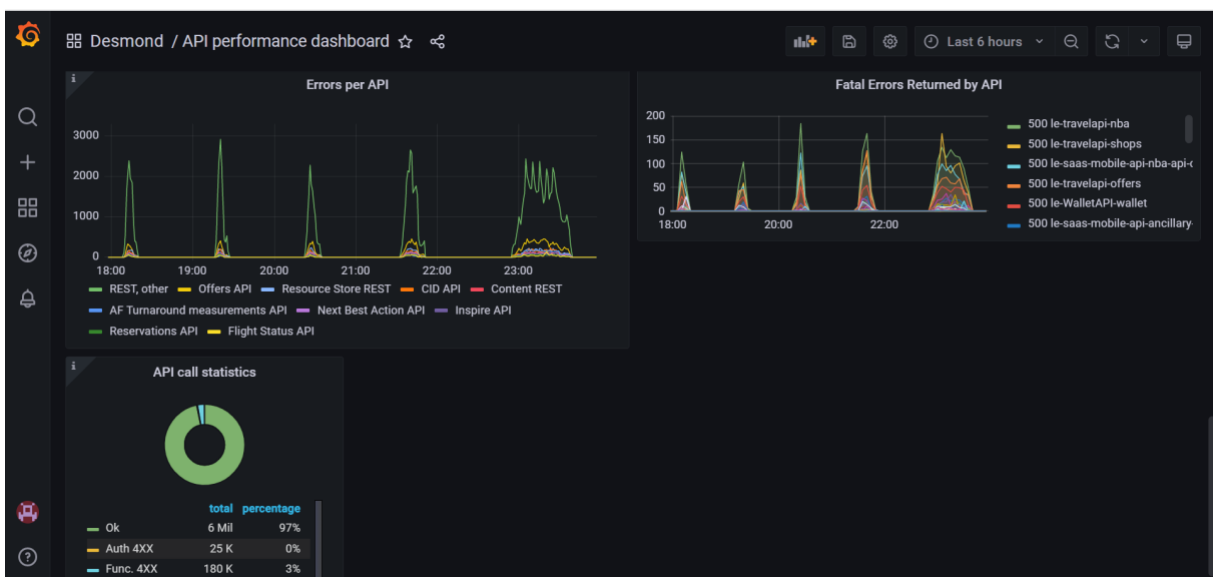 Desmond / API performance dashboard
Last 6 hours
i
Errors per API
3000
2000
1000
0
18:00 19:00 20:00 21:00 22:00 23:00
REST, other Offers API Resource Store REST CID API Content REST
AF Turnaround measurements API Next Best Action API Inspire API
Reservations API Flight Status API
Fatal Errors Returned by API
200
150
100
50
0
18:00 20:00 22:00
500 le-travelapi-nba
500 le-travelapi-shops
500 le-saas-mobile-api-nba-api-
500 le-travelapi-offers
500 le-WalletAPI-wallet
500 le-saas-mobile-api-ancillary-
i
API call statistics
total percentage
Ok 6 Mil 97%
Auth 4XX 25 K 0%
Func. 4XX 180 K 3%